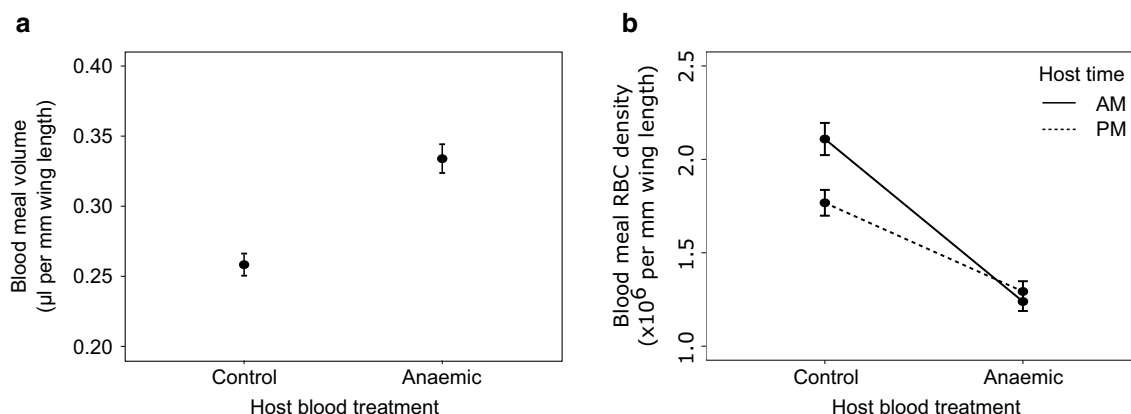 a
Blood meal volume
(µl per mm wing length)
0.40
0.35
0.30
0.25
0.20
Control
Anaemic
Host blood treatment
b
Blood meal RBC density
(x10⁶ per mm wing length)
2.5
2.0
1.5
1.0
Host time
AM
PM
Control
Anaemic
Host blood treatment